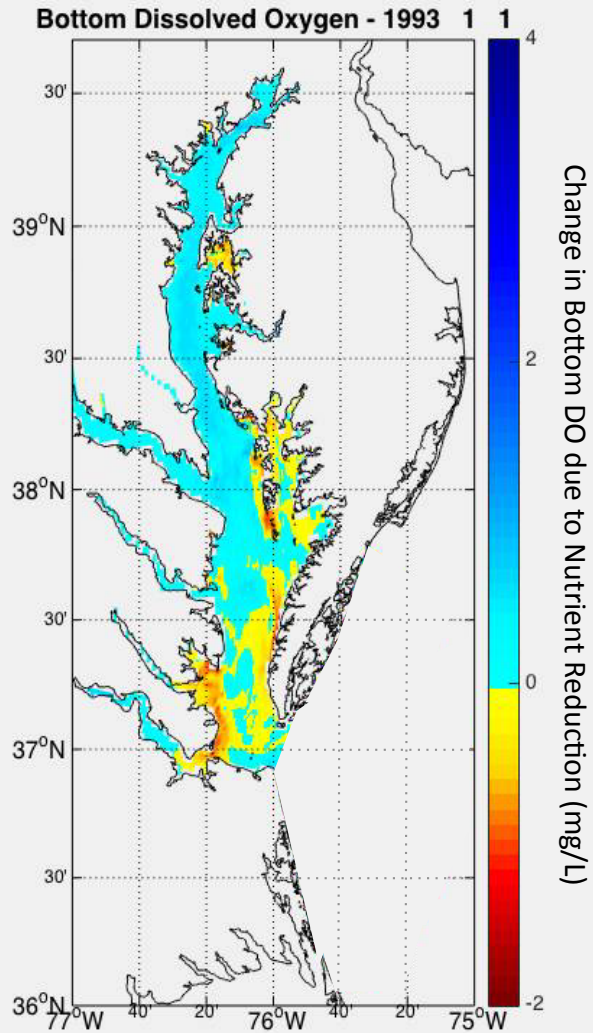 Bottom Dissolved Oxygen - 1993 1 1
4
30'
39°N
2
30'
38°N
0
30'
37°N
30'
36°N
-2
77°W 40' 20' 76°W 40' 20' 75°W
Change in Bottom DO due to Nutrient Reduction (mg/L)